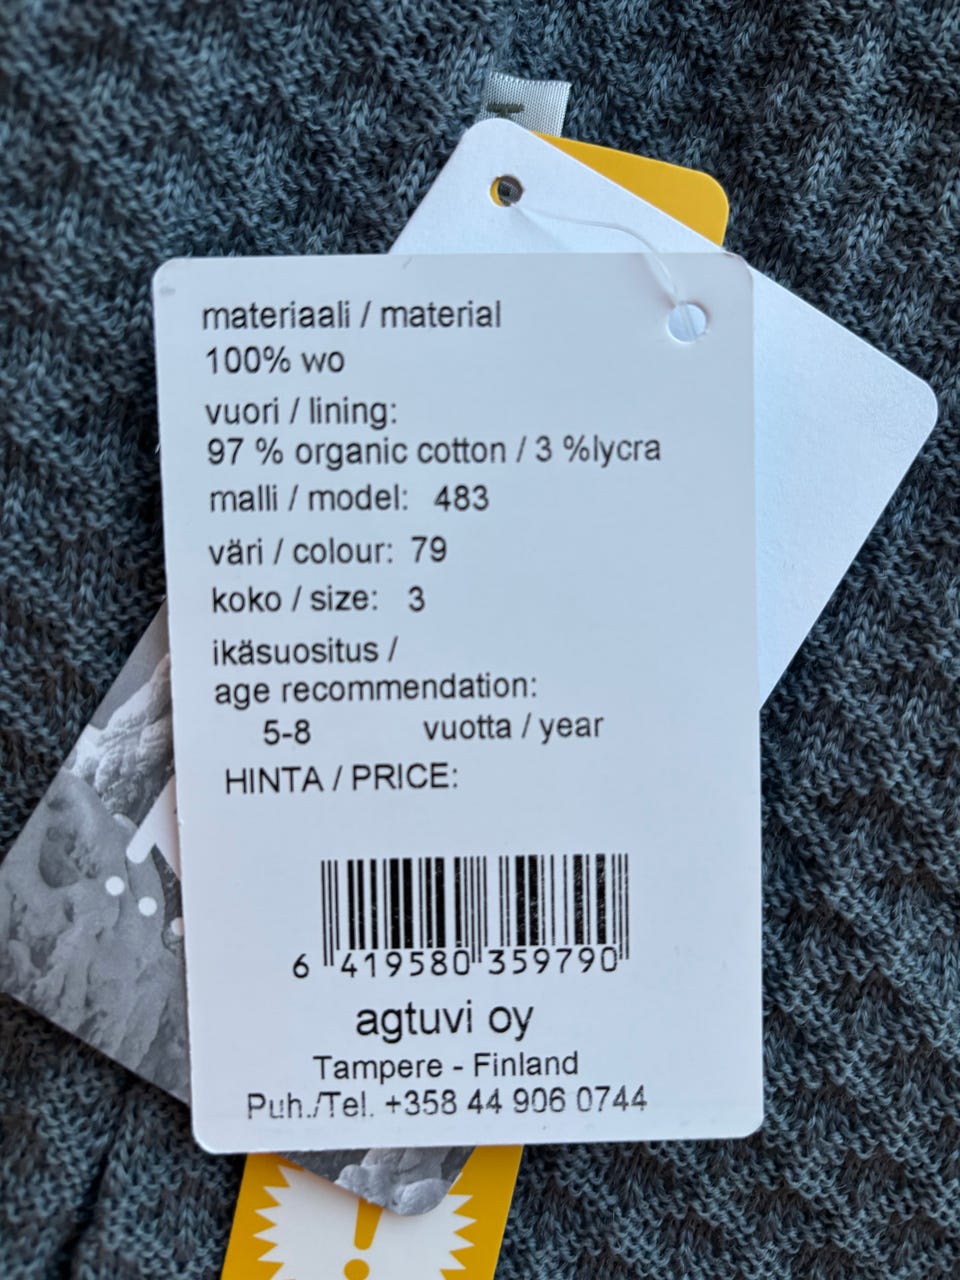 materiaali / material
100% wo
vuori / lining:
97 % organic cotton / 3 %lycra
malli / model: 483
väri / colour: 79
koko / size: 3
ikäsuositus /
age recommendation:
5-8 vuotta / year
HINTA / PRICE:
6 419580 359790
agtuvi oy
Tampere - Finland
Puh./Tel. +358 44 906 0744
!